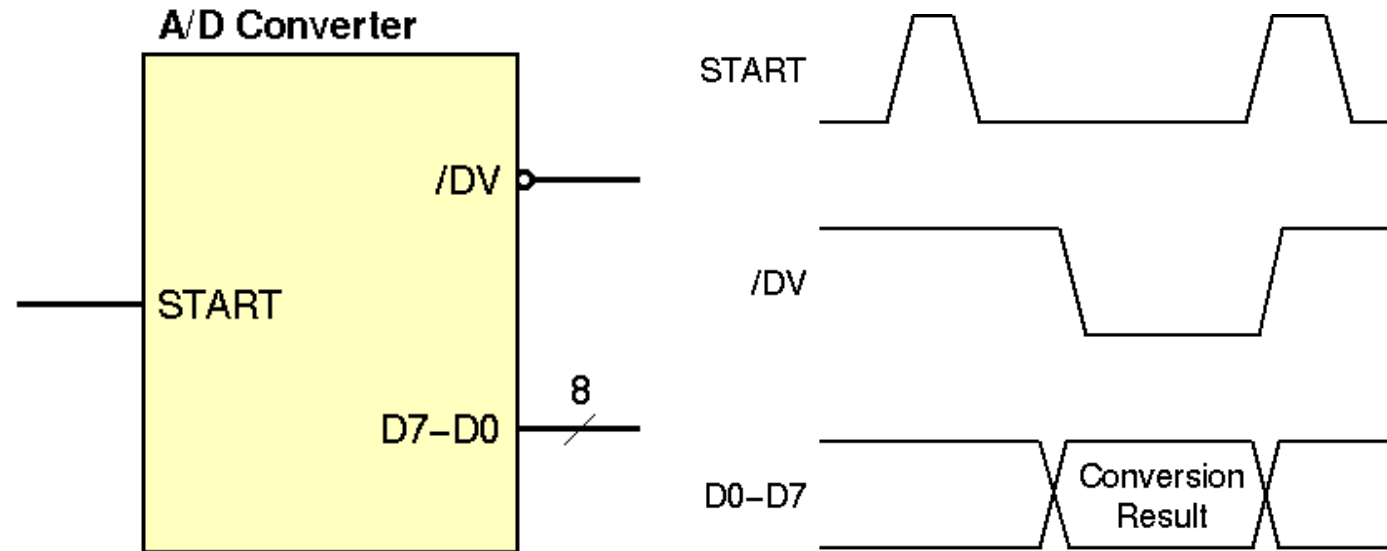 A/D Converter
/DV
START
8
D7–D0
START
/DV
D0–D7
Conversion
Result